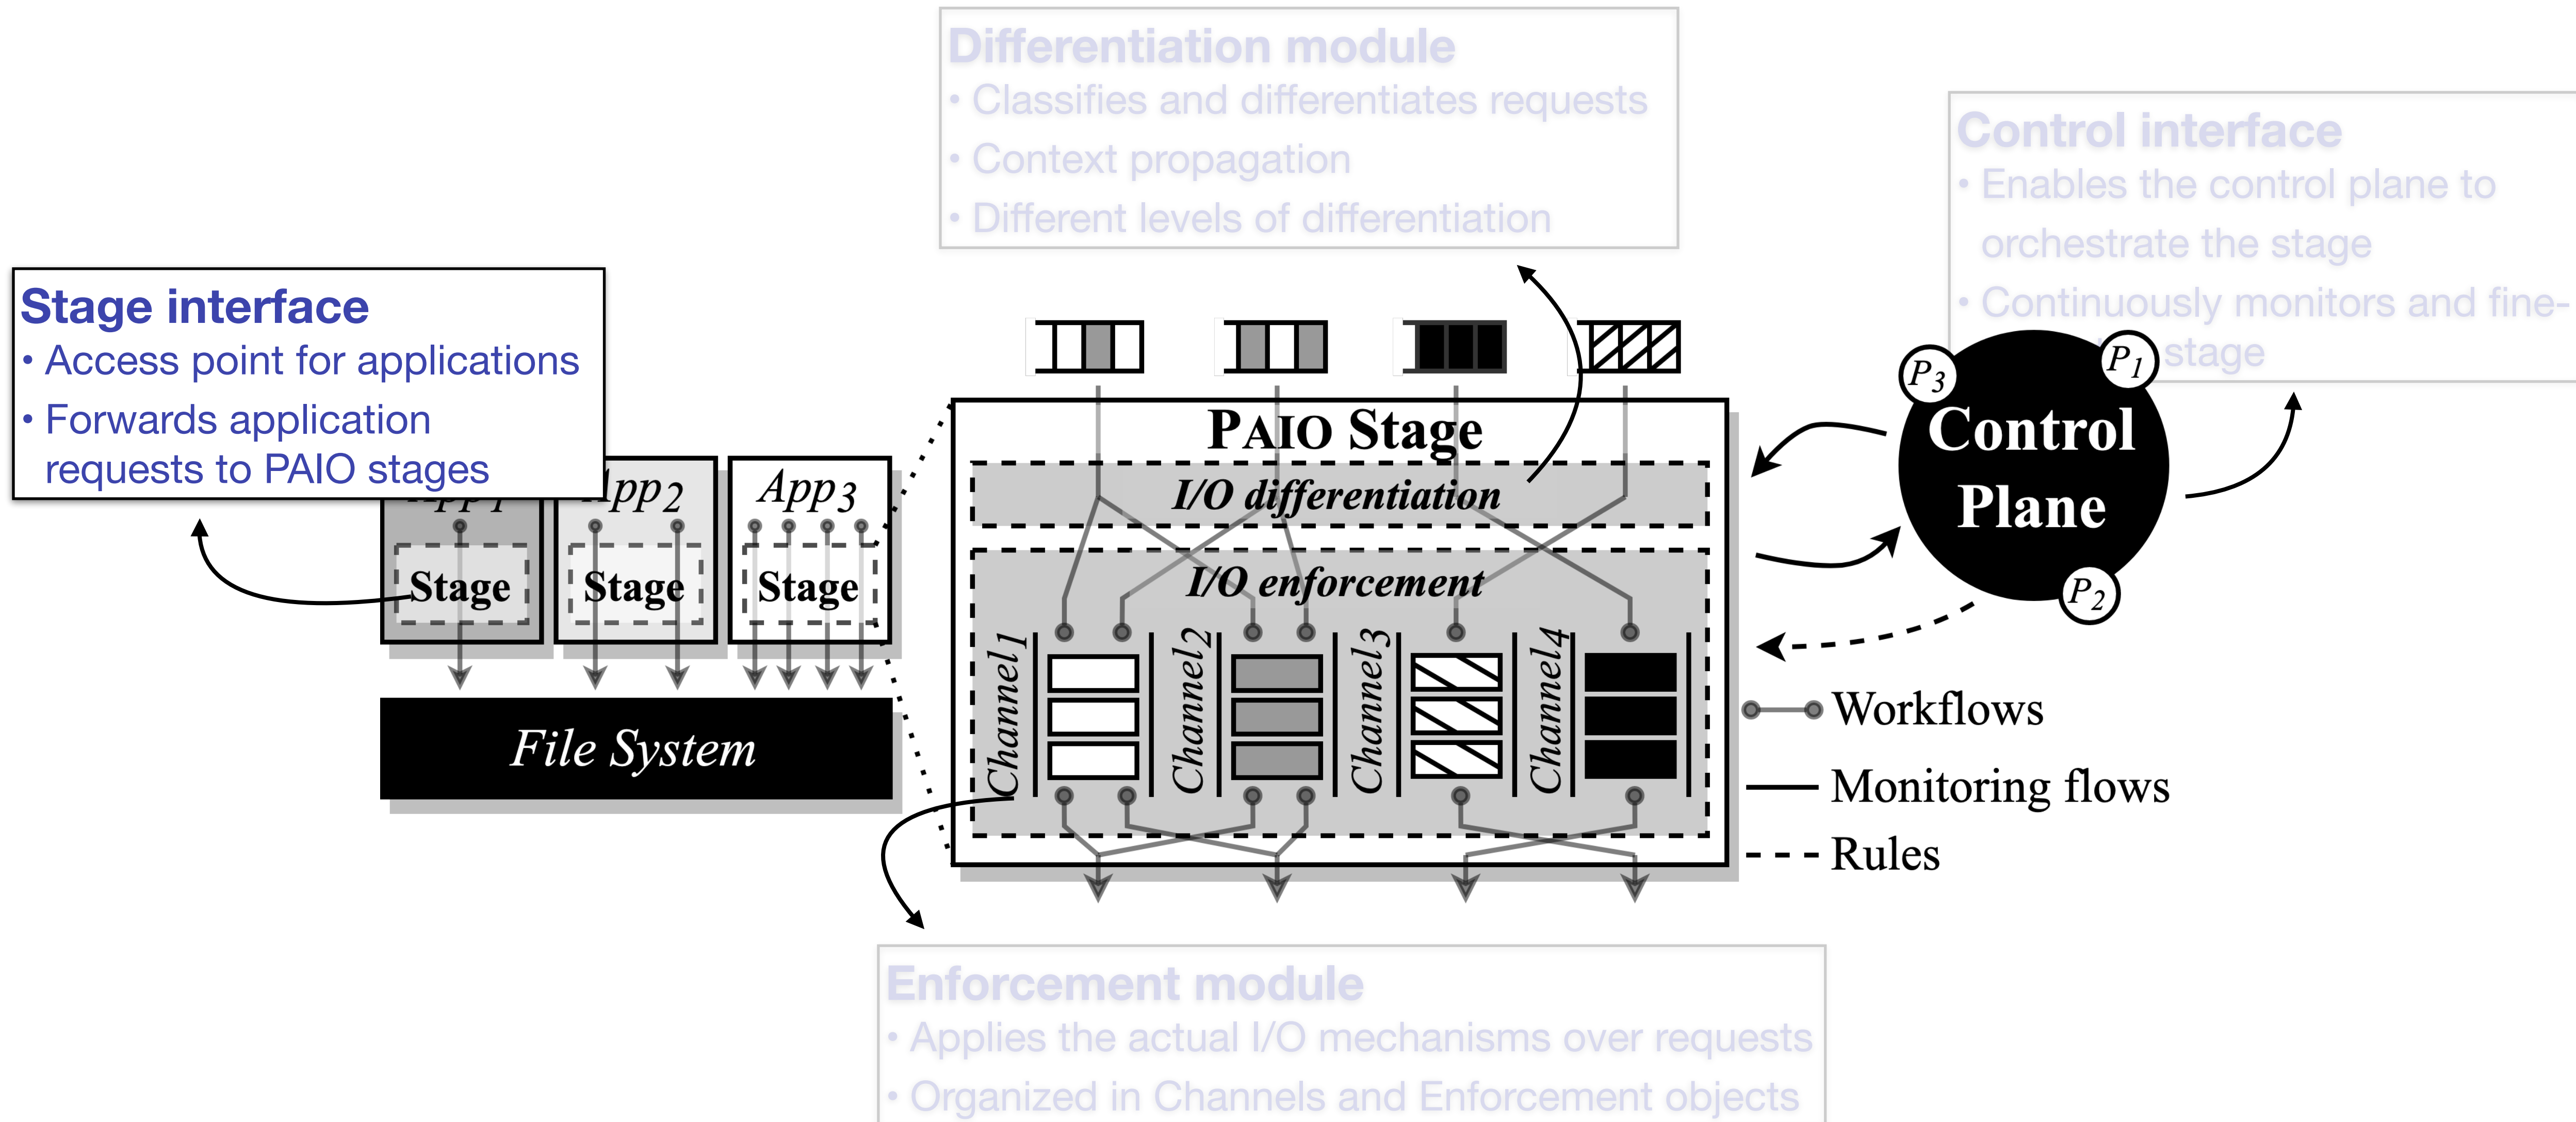 Differentiation module
• Classifies and differentiates requests
• Context propagation
• Different levels of differentiation
Control interface
• Enables the control plane to
orchestrate the stage
• Continuously monitors and fine-
stage
Stage interface
• Access point for applications
• Forwards application
requests to PAIO stages
App2
App3
Stage
Stage
Stage
File System
PAIO Stage
I/O differentiation
I/O enforcement
Channel1
Channel2
Channel3
Channel4
P3
P1
Control
Plane
P2
Workflows
Monitoring flows
Rules
Enforcement module
• Applies the actual I/O mechanisms over requests
• Organized in Channels and Enforcement objects